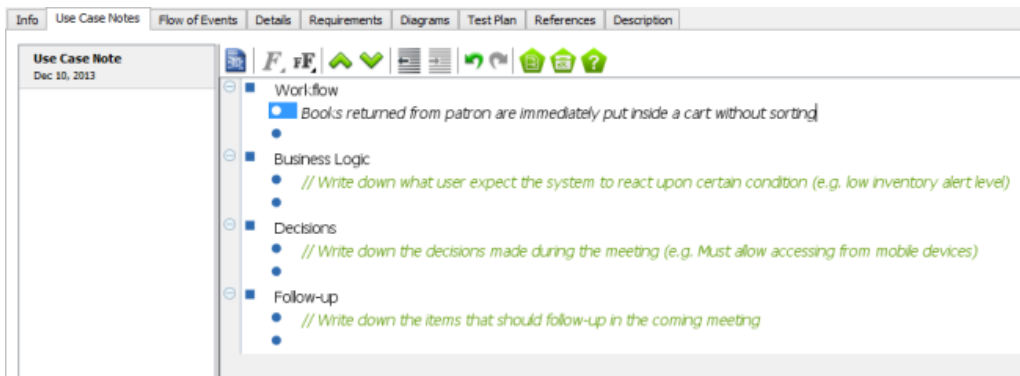 Info Use Case Notes Flow of Events Details Requirements Diagrams Test Plan References Description
Use Case Note
Dec 10, 2013
F FF
Workflow
Books returned from patron are immediately put inside a cart without sorting
Business Logic
// Write down what user expect the system to react upon certain condition (e.g. low inventory alert level)
Decisions
// Write down the decisions made during the meeting (e.g. Must allow accessing from mobile devices)
Follow-up
// Write down the items that should follow-up in the coming meeting